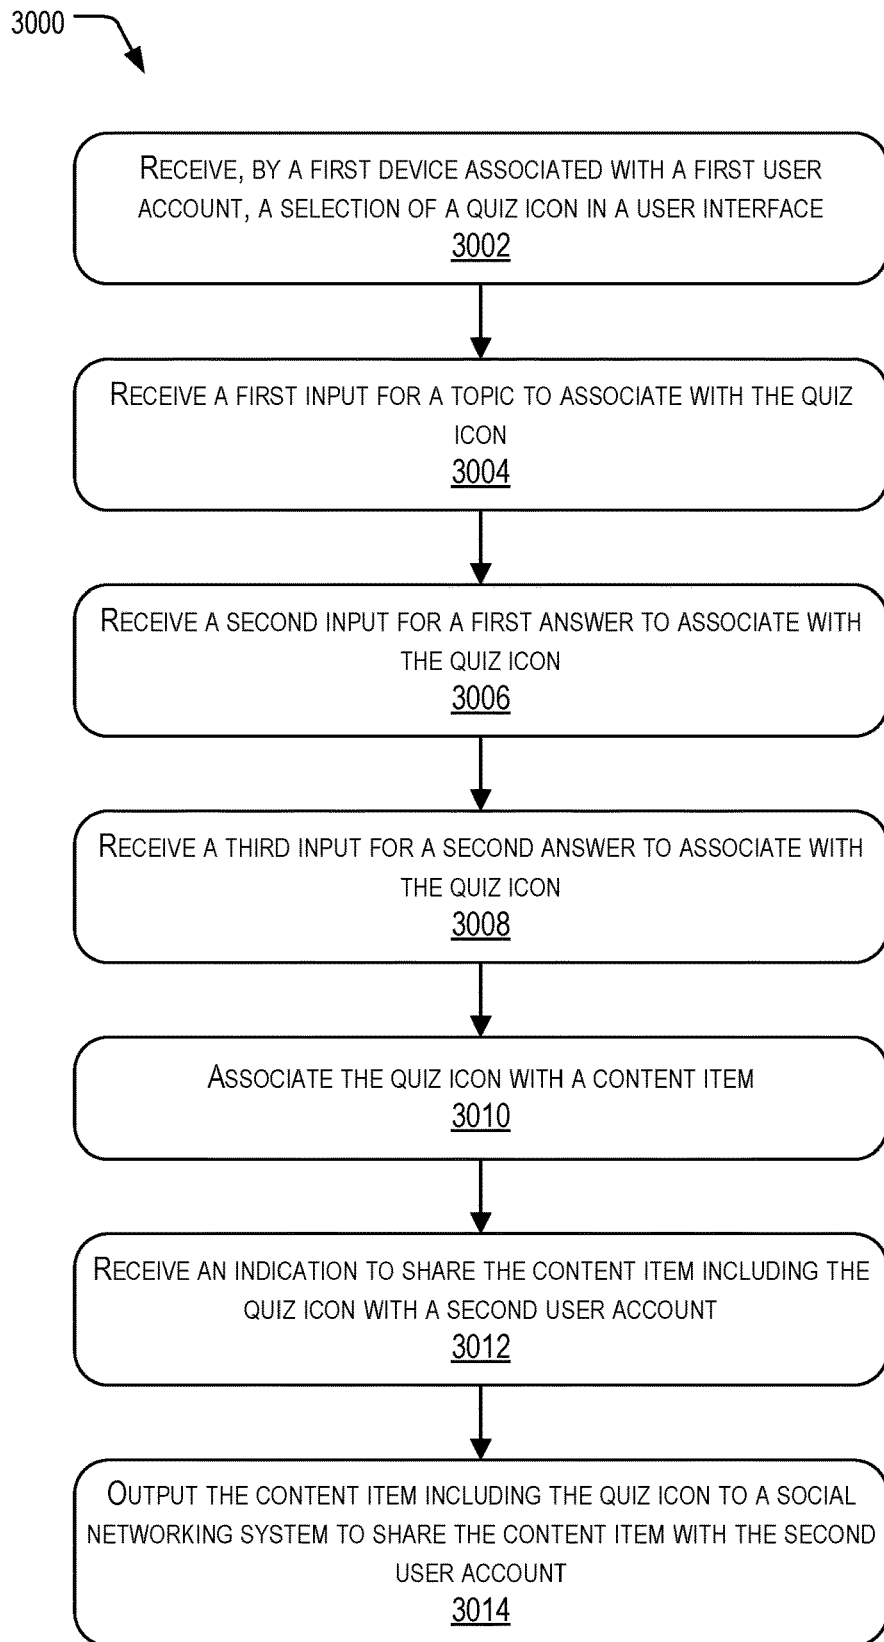 3000
RECEIVE, BY A FIRST DEVICE ASSOCIATED WITH A FIRST USER
ACCOUNT, A SELECTION OF A QUIZ ICON IN A USER INTERFACE
3002
RECEIVE A FIRST INPUT FOR A TOPIC TO ASSOCIATE WITH THE QUIZ
ICON
3004
RECEIVE A SECOND INPUT FOR A FIRST ANSWER TO ASSOCIATE WITH
THE QUIZ ICON
3006
RECEIVE A THIRD INPUT FOR A SECOND ANSWER TO ASSOCIATE WITH
THE QUIZ ICON
3008
ASSOCIATE THE QUIZ ICON WITH A CONTENT ITEM
3010
RECEIVE AN INDICATION TO SHARE THE CONTENT ITEM INCLUDING THE
QUIZ ICON WITH A SECOND USER ACCOUNT
3012
OUTPUT THE CONTENT ITEM INCLUDING THE QUIZ ICON TO A SOCIAL
NETWORKING SYSTEM TO SHARE THE CONTENT ITEM WITH THE SECOND
USER ACCOUNT
3014